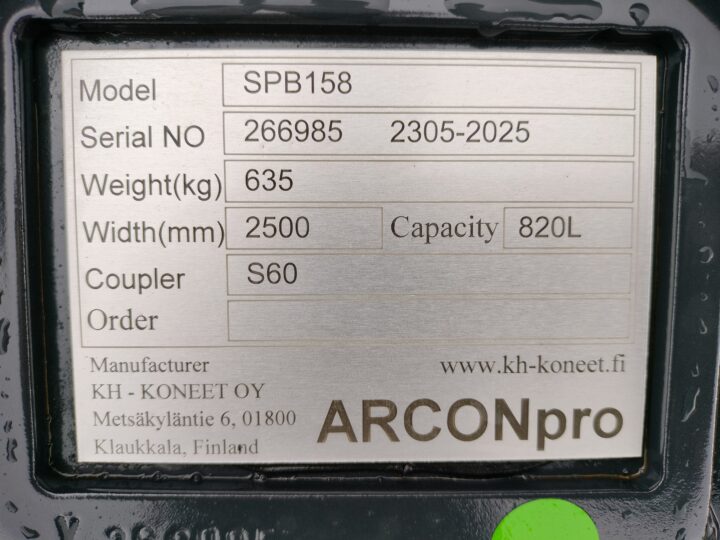 Model SPB158
Serial NO 266985 2305-2025
Weight(kg) 635
Width(mm) 2500 Capacity 820L
Coupler S60
Order
Manufacturer www.kh-koneet.fi
KH - KONEET OY
Metsäkyläntie 6, 01800
Klaukkala, Finland
ARCONpro